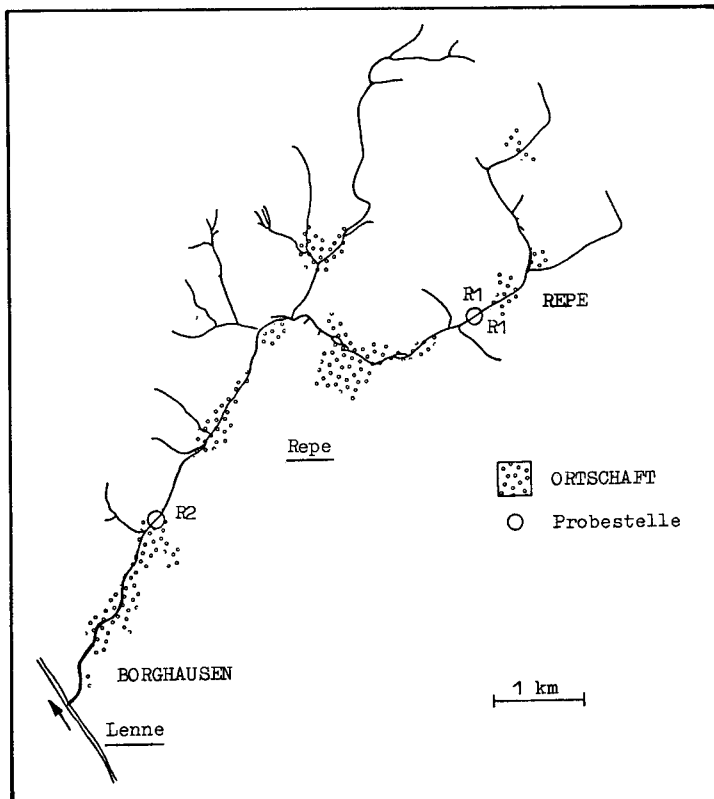 R1
R1
REPE
Repe
ORTSCHAFT
R2
Probestelle
BORGHAUSEN
1 km
Lenne